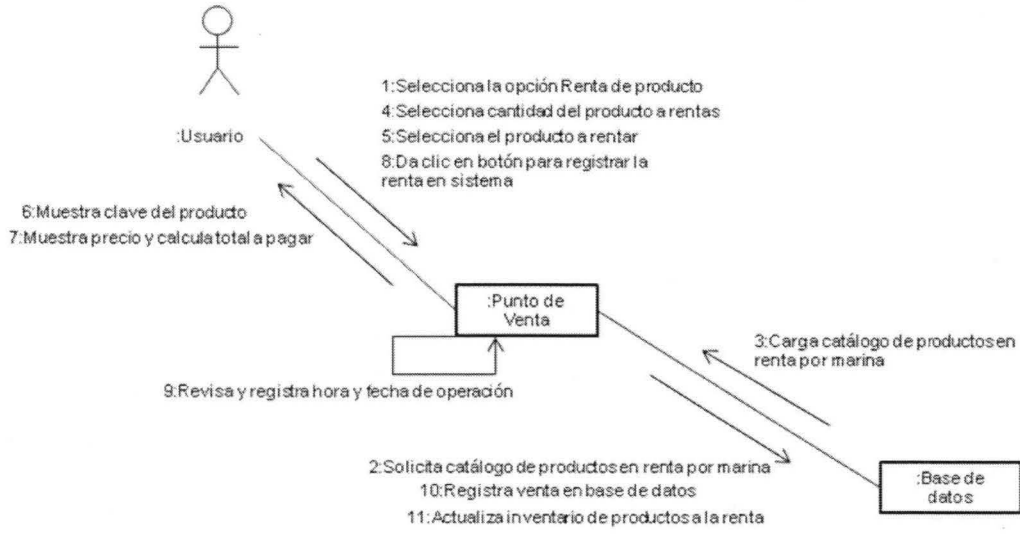 1:Selecciona la opción Renta de producto
4:Selecciona cantidad del producto a rentas
5:Selecciona el producto a rentar
8:Da clic en botón para registrar la
renta en sistema
:Usuario
6:Muestra clave del producto
7:Muestra precio y calcula total a pagar
:Punto de
Venta
3:Carga catálogo de productos en
renta por marina
9:Revisa y registra hora y fecha de operación
2:Solicita catálogo de productos en renta por marina
10:Registra venta en base de datos
11:Actualiza inventario de productos a la renta
:Base de
datos